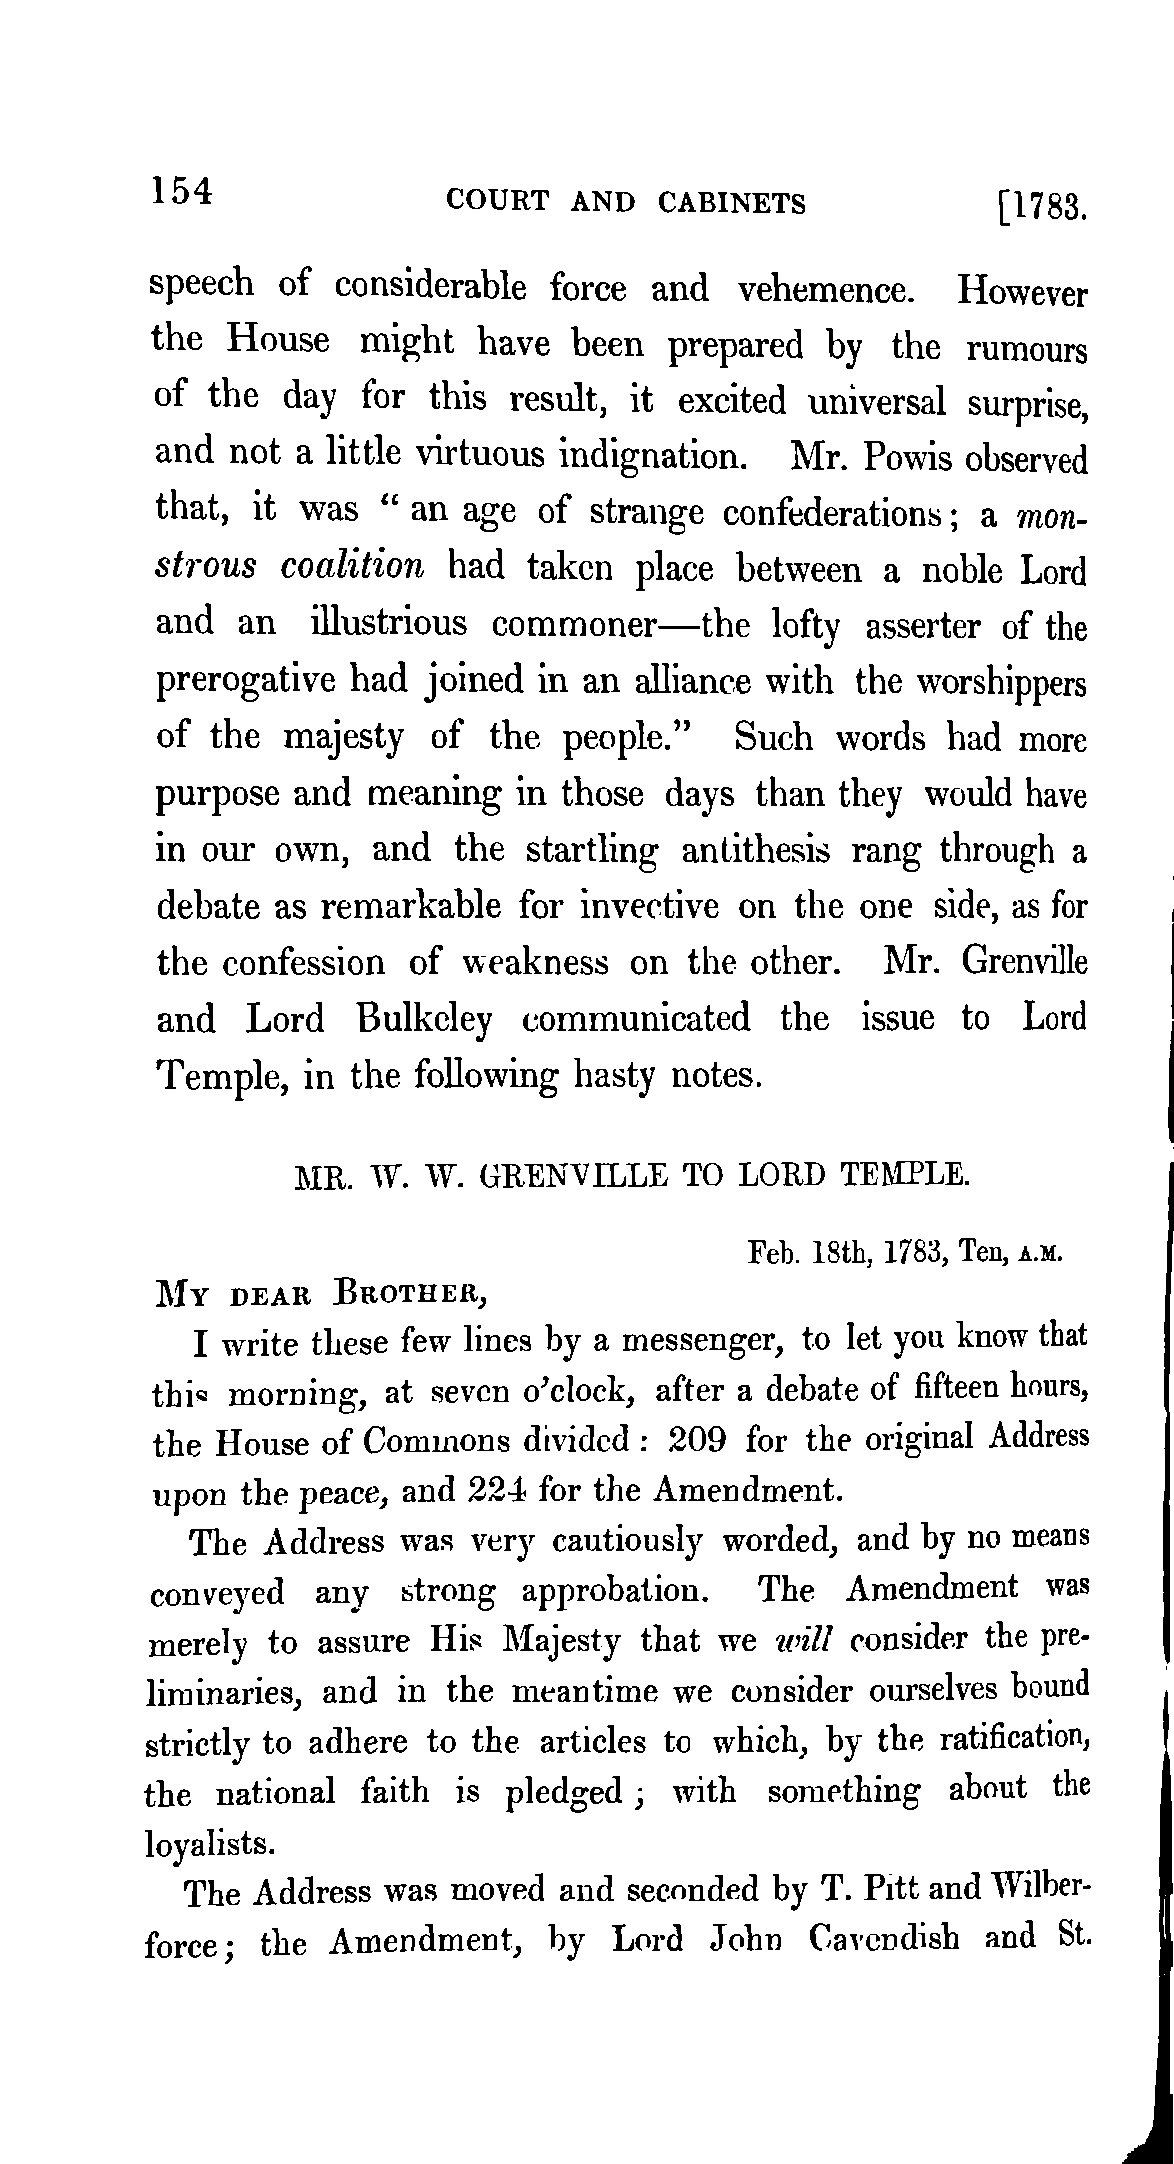 154 COURT AND CABINETS [1783.
speech of considerable force and vehemence. However
the House might have been prepared by the rumours
of the day for this result, it excited universal surprise,
and not a little virtuous indignation. Mr. Powis observed
that, it was " an age of strange confederations; a mon-
strous coalition had taken place between a noble Lord
and an illustrious commoner—the lofty asserter of the
prerogative had joined in an alliance with the worshippers
of the majesty of the people." Such words had more
purpose and meaning in those days than they would have
in our own, and the startling antithesis rang through a
debate as remarkable for invective on the one side, as for
the confession of weakness on the other. Mr. Grenville
and Lord Bulkeley communicated the issue to Lord
Temple, in the following hasty notes.
MR. W. W. GRENVILLE TO LORD TEMPLE.
Feb. 18th, 1783, Ten, A.M.
MY DEAR BROTHER,
I write these few lines by a messenger, to let you know that
this morning, at seven o'clock, after a debate of fifteen hours,
the House of Commons divided : 209 for the original Address
upon the peace, and 224 for the Amendment.
The Address was very cautiously worded, and by no means
conveyed any strong approbation. The Amendment was
merely to assure His Majesty that we will consider the pre-
liminaries, and in the meantime we consider ourselves bound
strictly to adhere to the articles to which, by the ratification,
the national faith is pledged ; with something about the
loyalists.
The Address was moved and seconded by T. Pitt and Wilber-
force; the Amendment, by Lord John Cavendish and St.